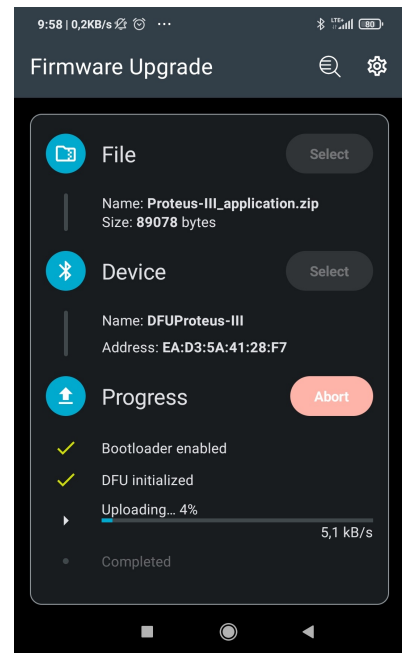 9:58 | 0,2KB/s ··· LTE+ 80
Firmware Upgrade
File
Select
Name: Proteus-III_application.zip
Size: 89078 bytes
Device
Select
Name: DFUProteus-III
Address: EA:D3:5A:41:28:F7
Progress
Abort
Bootloader enabled
DFU initialized
Uploading… 4%
5,1 kB/s
Completed